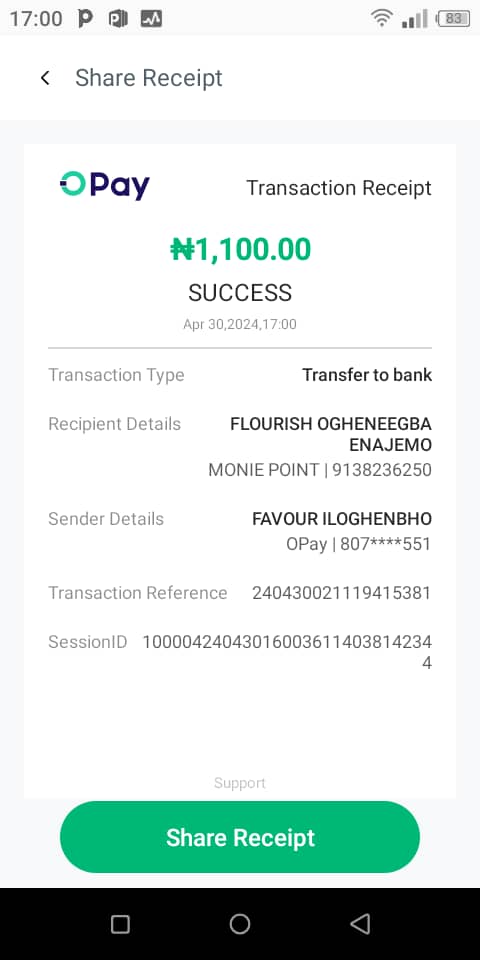 17:00
83
Share Receipt
OPay
Transaction Receipt
₦1,100.00
SUCCESS
Apr 30,2024,17:00
Transaction Type
Transfer to bank
Recipient Details
FLOURISH OGHENEEGBA
ENAJEMO
MONIE POINT | 9138236250
Sender Details
FAVOUR ILOGHENBHO
OPay | 807****551
Transaction Reference
240430021119415381
SessionID
10000424043016003611403814234
4
Support
Share Receipt